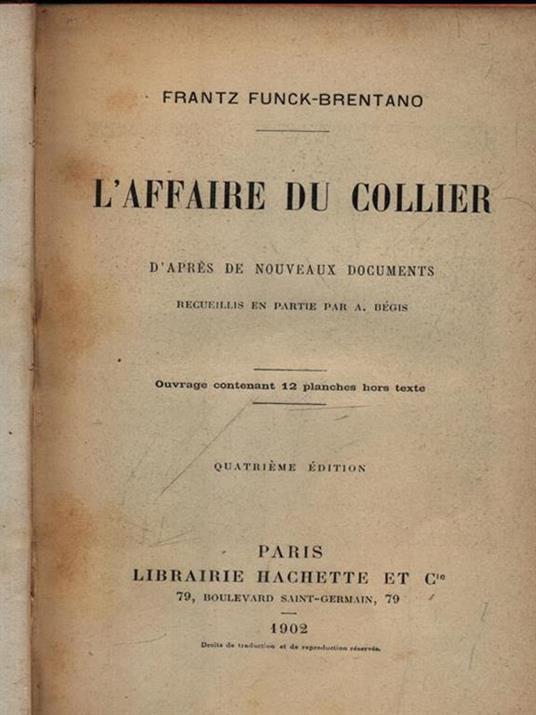 FRANTZ FUNCK-BRENTANO
L'AFFAIRE DU COLLIER
D'APRÈS DE NOUVEAUX DOCUMENTS
RECUEILLIS EN PARTIE PAR A. BÉGIS
Ouvrage contenant 12 planches hors texte
QUATRIÈME ÉDITION
PARIS
LIBRAIRIE HACHETTE ET Cie
79, BOULEVARD SAINT-GERMAIN, 79
1902
Droits de traduction et de reproduction réservés.